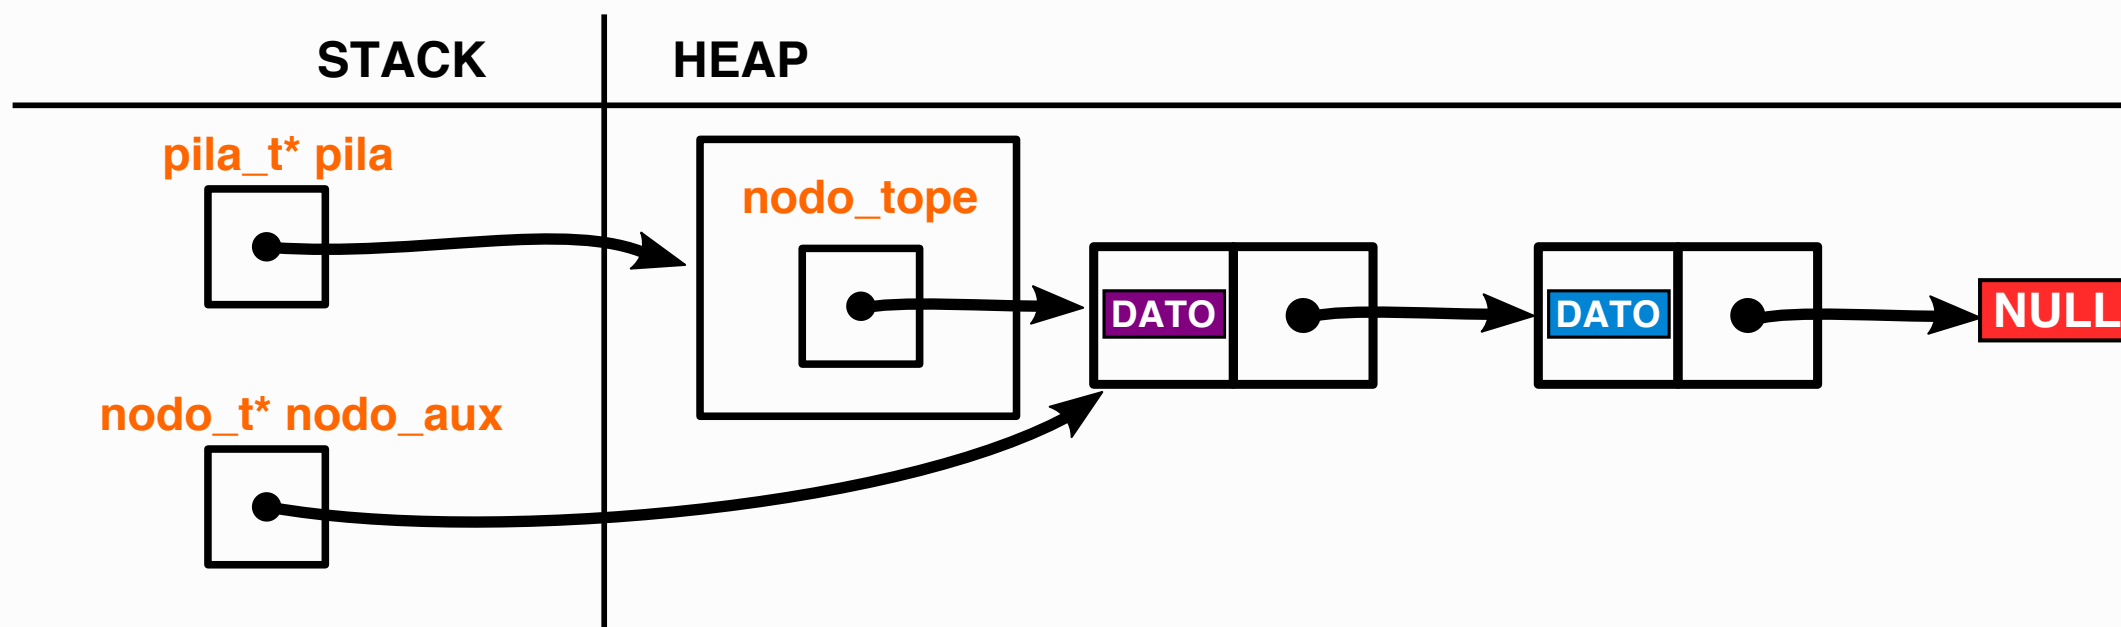 STACK
HEAP
pila_t* pila
nodo_tope
DATO
DATO
NULL
nodo_t* nodo_aux